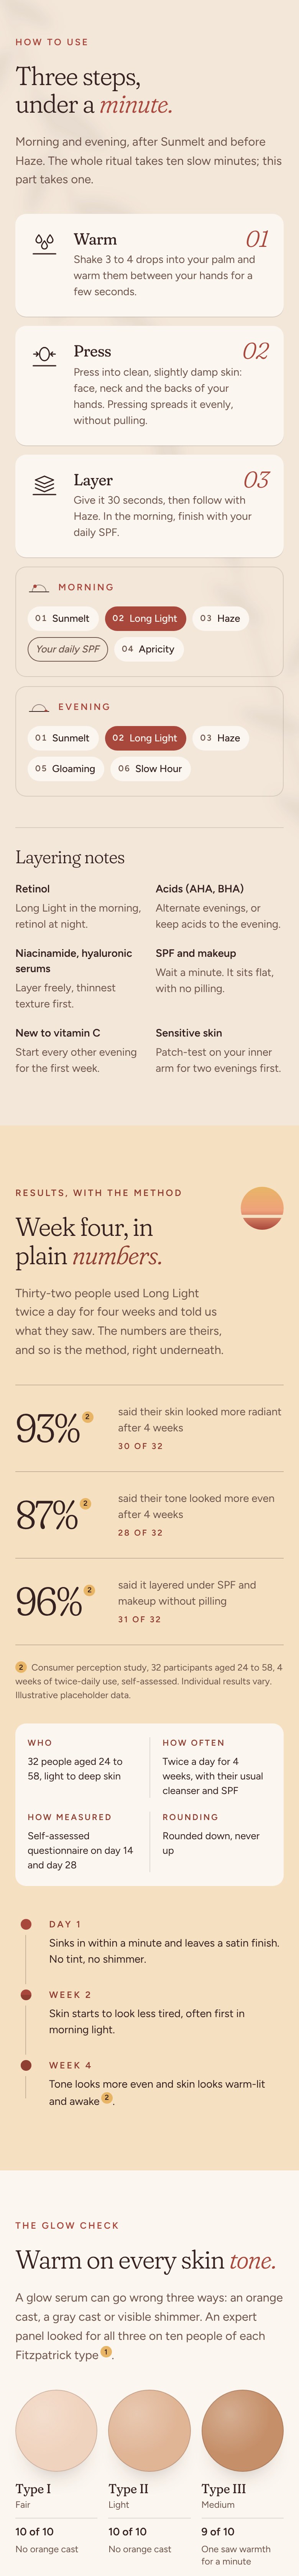 HOW TO USE
Three steps,
under a minute.
Morning and evening, after Sunmelt and before
Haze. The whole ritual takes ten slow minutes; this
part takes one.
Warm
01
Shake 3 to 4 drops into your palm and
warm them between your hands for a
few seconds.
Press
02
Press into clean, slightly damp skin:
face, neck and the backs of your
hands. Pressing spreads it evenly,
without pulling.
Layer
03
Give it 30 seconds, then follow with
Haze. In the morning, finish with your
daily SPF.
MORNING
01 Sunmelt 02 Long Light 03 Haze
Your daily SPF 04 Apricity
EVENING
01 Sunmelt 02 Long Light 03 Haze
05 Gloaming 06 Slow Hour
Layering notes
Retinol
Long Light in the morning,
retinol at night.
Acids (AHA, BHA)
Alternate evenings, or
keep acids to the evening.
Niacinamide, hyaluronic
serums
Layer freely, thinnest
texture first.
SPF and makeup
Wait a minute. It sits flat,
with no pilling.
New to vitamin C
Start every other evening
for the first week.
Sensitive skin
Patch-test on your inner
arm for two evenings first.
RESULTS, WITH THE METHOD
Week four, in
plain numbers.
Thirty-two people used Long Light
twice a day for four weeks and told us
what they saw. The numbers are theirs,
and so is the method, right underneath.
93% 2
said their skin looked more radiant
after 4 weeks
30 OF 32
87% 2
said their tone looked more even
after 4 weeks
28 OF 32
96% 2
said it layered under SPF and
makeup without pilling
31 OF 32
2 Consumer perception study, 32 participants aged 24 to 58, 4
weeks of twice-daily use, self-assessed. Individual results vary.
Illustrative placeholder data.
WHO
32 people aged 24 to
58, light to deep skin
HOW OFTEN
Twice a day for 4
weeks, with their usual
cleanser and SPF
HOW MEASURED
Self-assessed
questionnaire on day 14
and day 28
ROUNDING
Rounded down, never
up
DAY 1
Sinks in within a minute and leaves a satin finish.
No tint, no shimmer.
WEEK 2
Skin starts to look less tired, often first in
morning light.
WEEK 4
Tone looks more even and skin looks warm-lit
and awake 2.
THE GLOW CHECK
Warm on every skin tone.
A glow serum can go wrong three ways: an orange
cast, a gray cast or visible shimmer. An expert
panel looked for all three on ten people of each
Fitzpatrick type 1.
Type I
Fair
10 of 10
No orange cast
Type II
Light
10 of 10
No orange cast
Type III
Medium
9 of 10
One saw warmth
for a minute